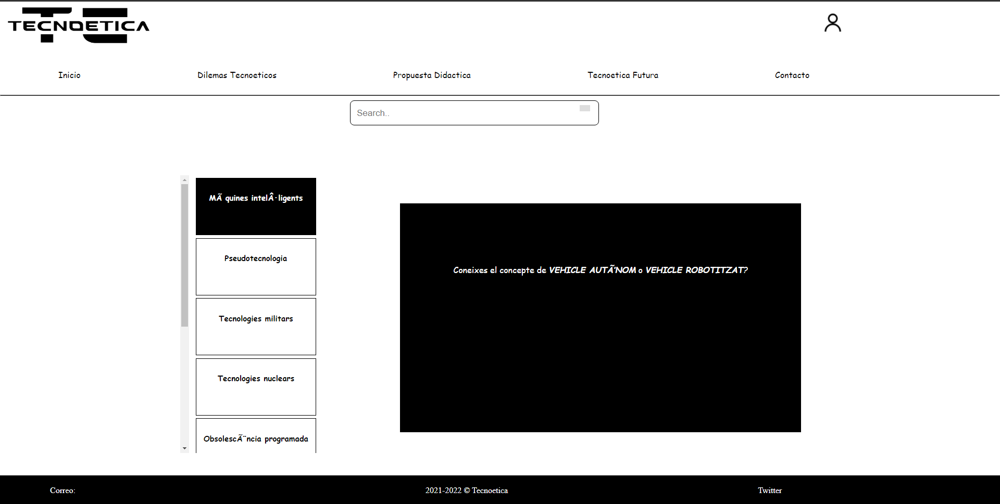 TECNOETICA
Inicio
Dilemas Tecnoeticos
Propuesta Didactica
Tecnoetica Futura
Contacto
Search..
MÃ quines intelÂ·ligents
Pseudotecnologia
Tecnologies militars
Tecnologies nuclears
ObsolescÃ¨ncia programada
Coneixes el concepte de VEHICLE AUTÃ’NOM o VEHICLE ROBOTITZAT?
Correo:
2021-2022 © Tecnoetica
Twitter